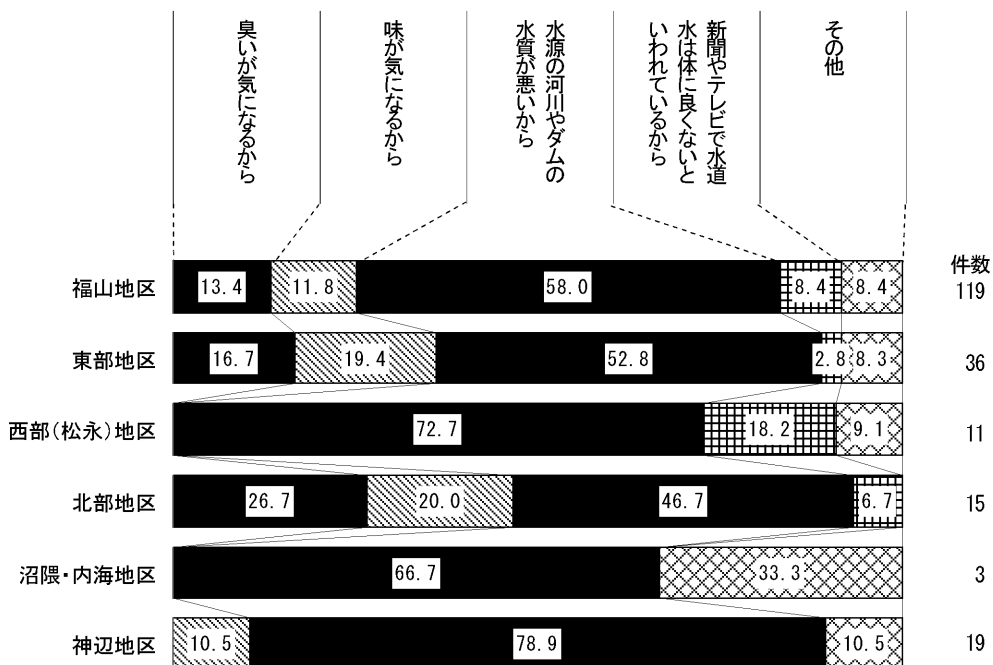 臭いが気になるから
味が気になるから
水源の河川やダムの
水質が悪いから
新聞やテレビで水道
水は体に良くないと
いわれているから
その他
件数
福山地区 13.4 11.8 58.0 8.4 8.4 119
東部地区 16.7 19.4 52.8 2.8 8.3 36
西部(松永)地区 72.7 18.2 9.1 11
北部地区 26.7 20.0 46.7 6.7 15
沼隈・内海地区 66.7 33.3 3
神辺地区 10.5 78.9 10.5 19